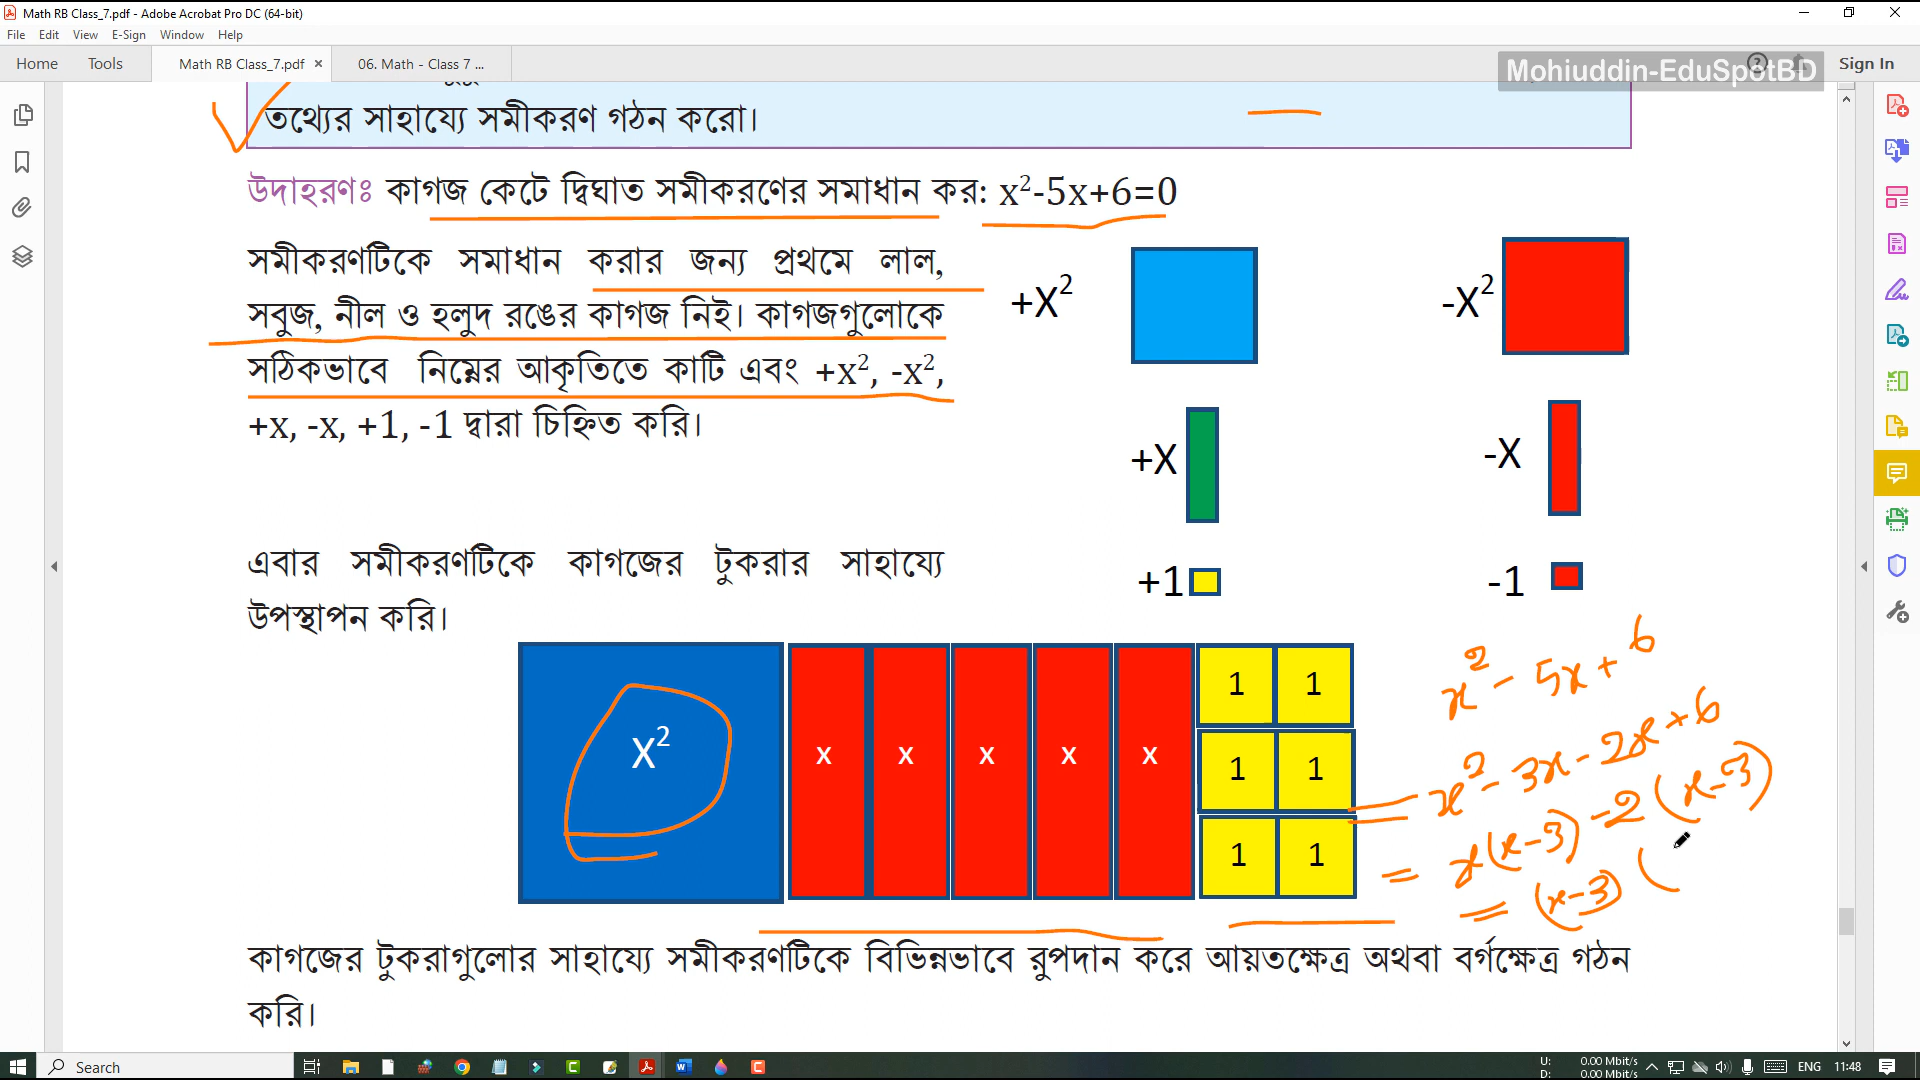 Math RB Class_7.pdf - Adobe Acrobat Pro DC (64-bit)
File Edit View E-Sign Window Help
Home Tools Math RB Class_7.pdf × 06. Math - Class 7 ... Sign In
Mohiuddin-EduSpotBD
তথ্যের সাহায্যে সমীকরণ গঠন করো।
উদাহরণঃ কাগজ কেটে দ্বিঘাত সমীকরণের সমাধান কর: x²-5x+6=0
সমীকরণটিকে সমাধান করার জন্য প্রথমে লাল,
সবুজ, নীল ও হলুদ রঙের কাগজ নিই। কাগজগুলোকে
সঠিকভাবে নিম্নের আকৃতিতে কাটি এবং +x², -x²,
+x, -x, +1, -1 দ্বারা চিহ্নিত করি।
+X² -X²
+X -X
+1 -1
এবার সমীকরণটিকে কাগজের টুকরার সাহায্যে
উপস্থাপন করি।
X² x x x x x
1 1
1 1
1 1
x² - 5x + 6
= x² - 3x - 2x + 6
= x(x-3) -2(x-3)
= (x-3) (
কাগজের টুকরাগুলোর সাহায্যে সমীকরণটিকে বিভিন্নভাবে রুপদান করে আয়তক্ষেত্র অথবা বর্গক্ষেত্র গঠন
করি।
Search
U: 0.00 Mbit/s
D: 0.00 Mbit/s
ENG 11:48